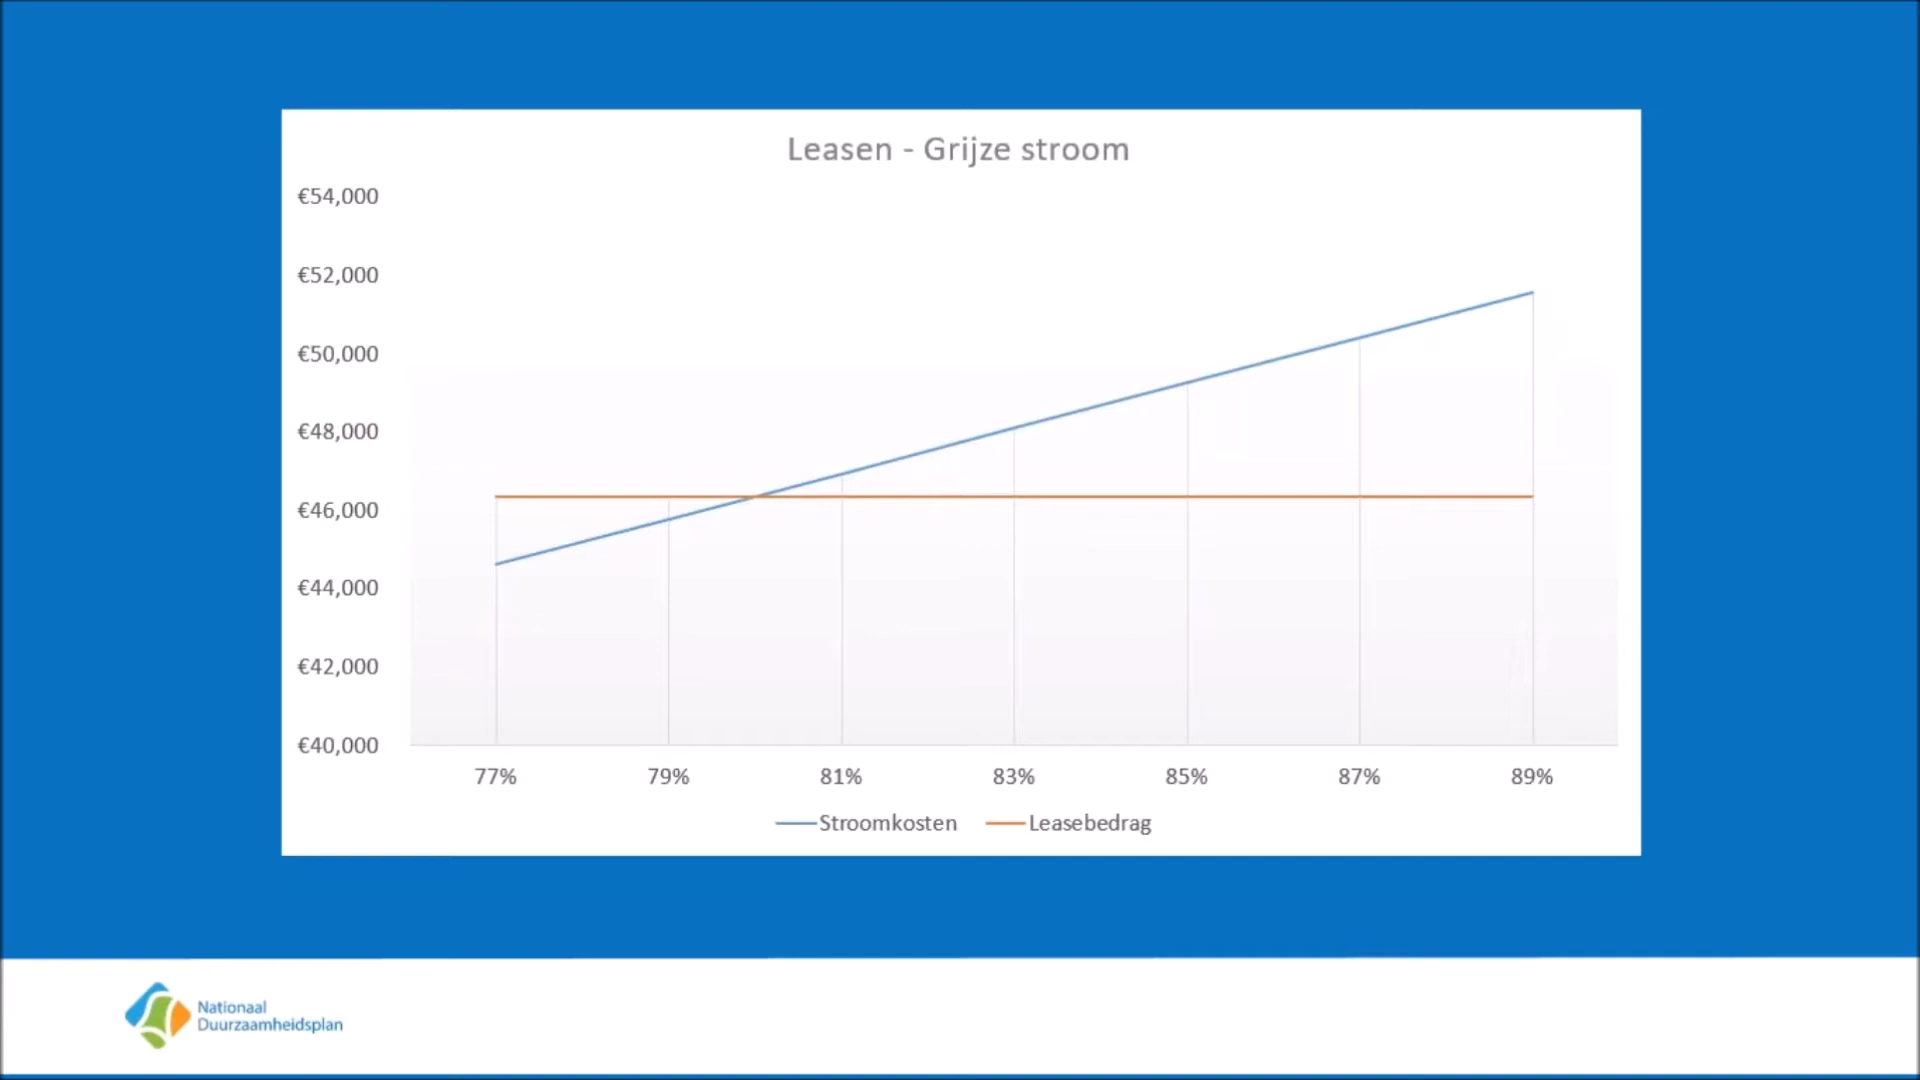 Leasen - Grijze stroom
€54,000
€52,000
€50,000
€48,000
€46,000
€44,000
€42,000
€40,000
77% 79% 81% 83% 85% 87% 89%
Stroomkosten Leasebedrag
Nationaal
Duurzaamheidsplan